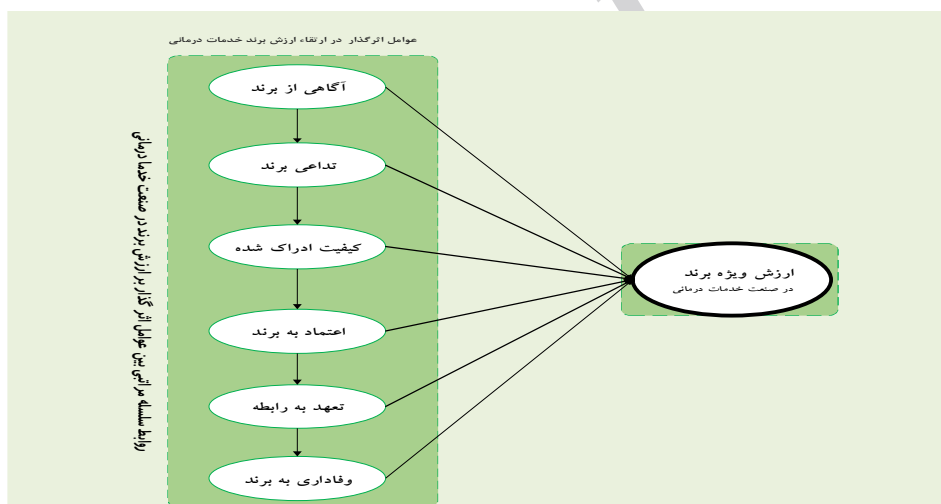 عوامل اثرگذار در ارتقاء ارزش برند خدمات درمانی
آگاهی از برند
تداعی برند
کیفیت ادراک شده
اعتماد به برند
تعهد به رابطه
وفاداری به برند
ارزش ویژه برند
در صنعت خدمات درمانی
روابط سلسله مراتبی بین عوامل اثر گذار بر ارزش برند در صنعت خدما درمانی